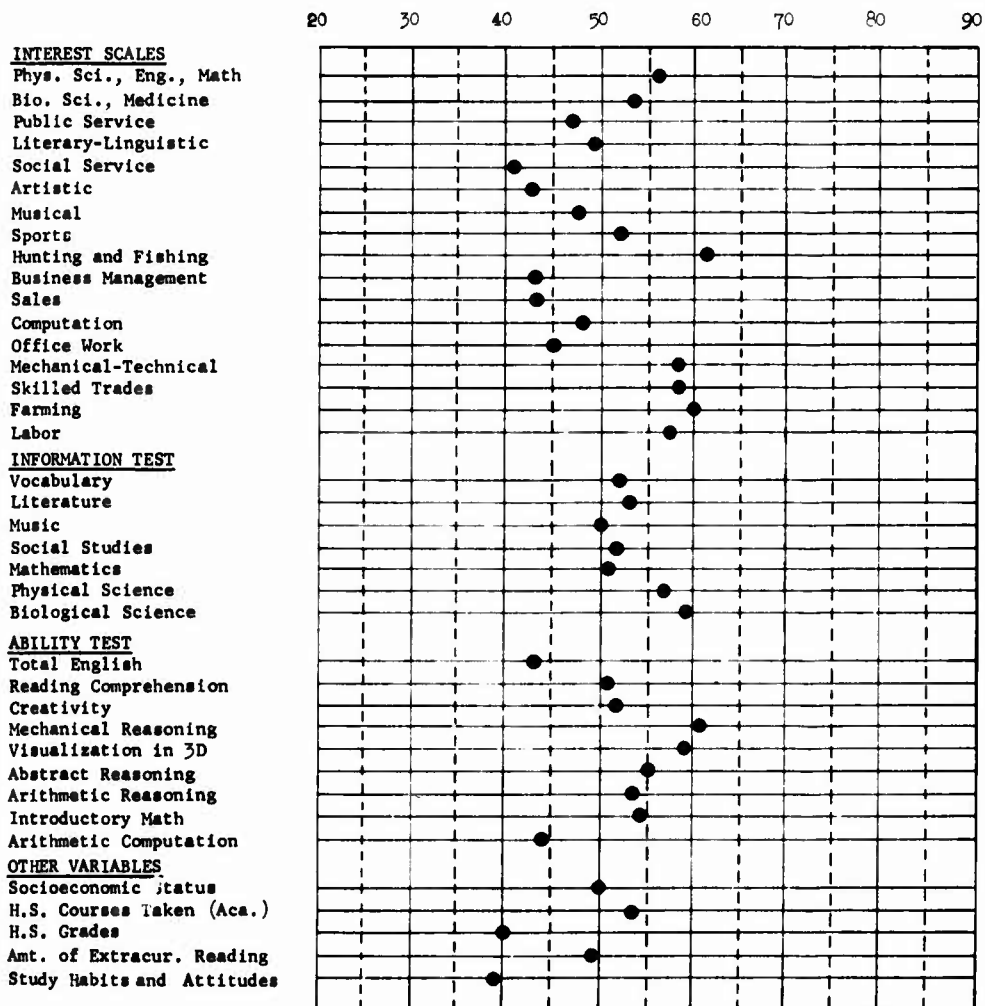 20 30 40 50 60 70 80 90
INTEREST SCALES
Phys. Sci., Eng., Math
Bio. Sci., Medicine
Public Service
Literary-Linguistic
Social Service
Artistic
Musical
Sports
Hunting and Fishing
Business Management
Sales
Computation
Office Work
Mechanical-Technical
Skilled Trades
Farming
Labor
INFORMATION TEST
Vocabulary
Literature
Music
Social Studies
Mathematics
Physical Science
Biological Science
ABILITY TEST
Total English
Reading Comprehension
Creativity
Mechanical Reasoning
Visualization in 3D
Abstract Reasoning
Arithmetic Reasoning
Introductory Math
Arithmetic Computation
OTHER VARIABLES
Socioeconomic Status
H.S. Courses Taken (Aca.)
H.S. Grades
Amt. of Extracur. Reading
Study Habits and Attitudes